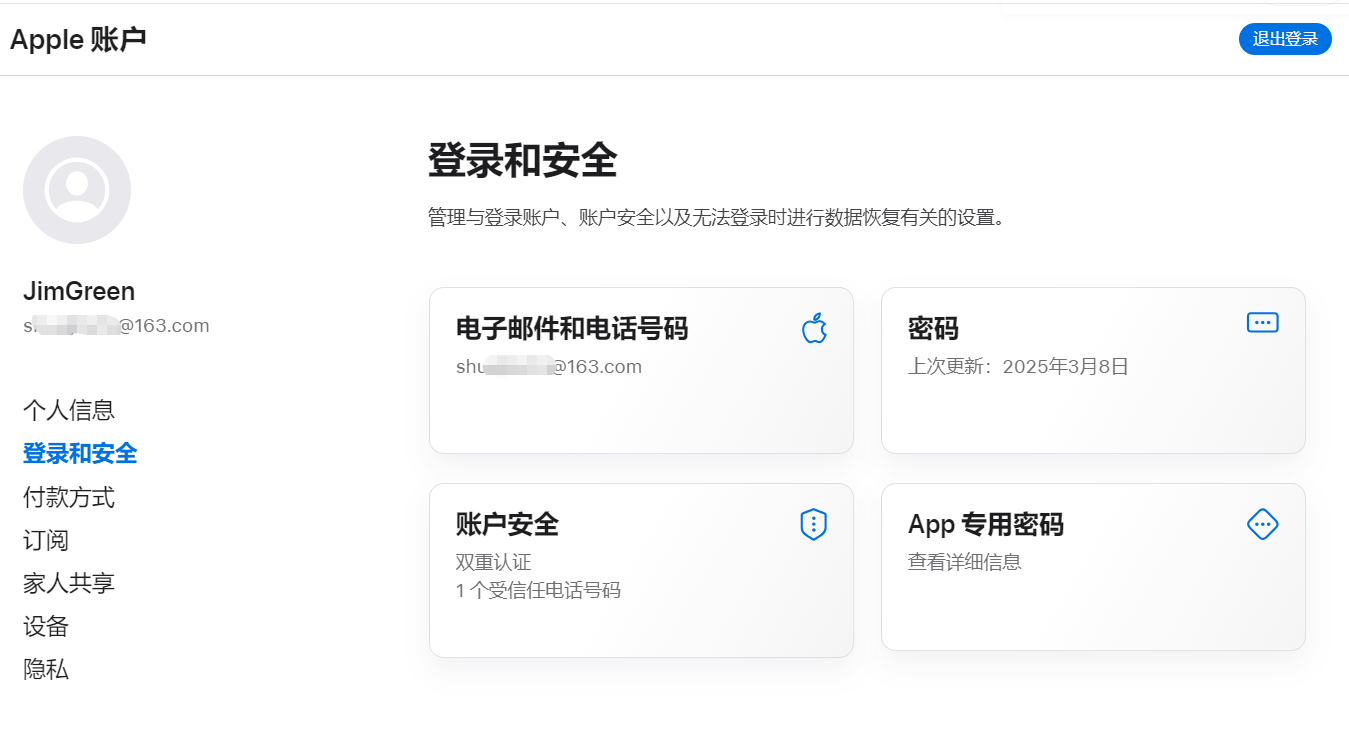 Apple 账户
退出登录
JimGreen
@163.com
个人信息
登录和安全
付款方式
订阅
家人共享
设备
隐私
登录和安全
管理与登录账户、账户安全以及无法登录时进行数据恢复有关的设置。
电子邮件和电话号码
shu @163.com
密码
上次更新：2025年3月8日
账户安全
双重认证
1 个受信任电话号码
App 专用密码
查看详细信息